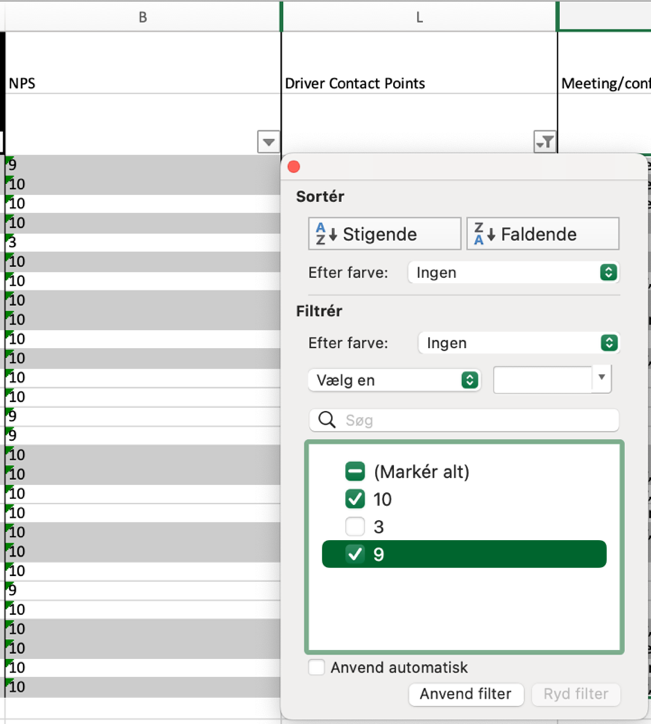 B L
NPS Driver Contact Points Meeting/conf
9
10
10
10
3
10
10
10
10
10
10
10
10
9
9
10
10
10
10
10
10
10
9
10
10
10
10
10
Sortér
A Z Stigende Z A Faldende
Efter farve: Ingen
Filtrér
Efter farve: Ingen
Vælg en
Søg
(Markér alt)
10
3
9
Anvend automatisk
Anvend filter Ryd filter